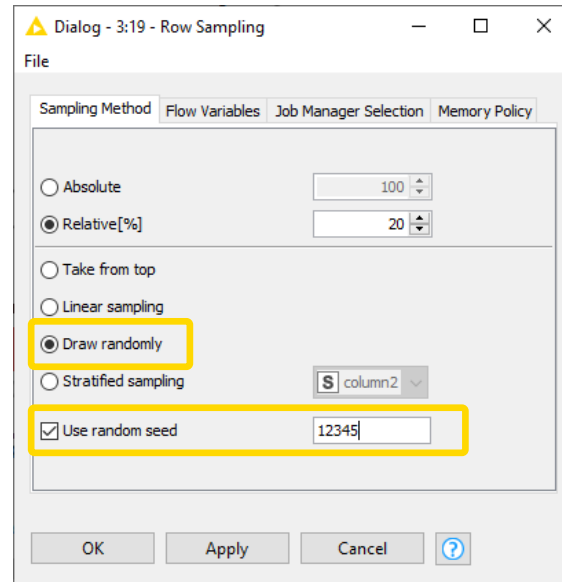 Dialog - 3:19 - Row Sampling
File
Sampling Method Flow Variables Job Manager Selection Memory Policy
Absolute 100
Relative[%] 20
Take from top
Linear sampling
Draw randomly
Stratified sampling S column2
Use random seed 12345
OK Apply Cancel ?